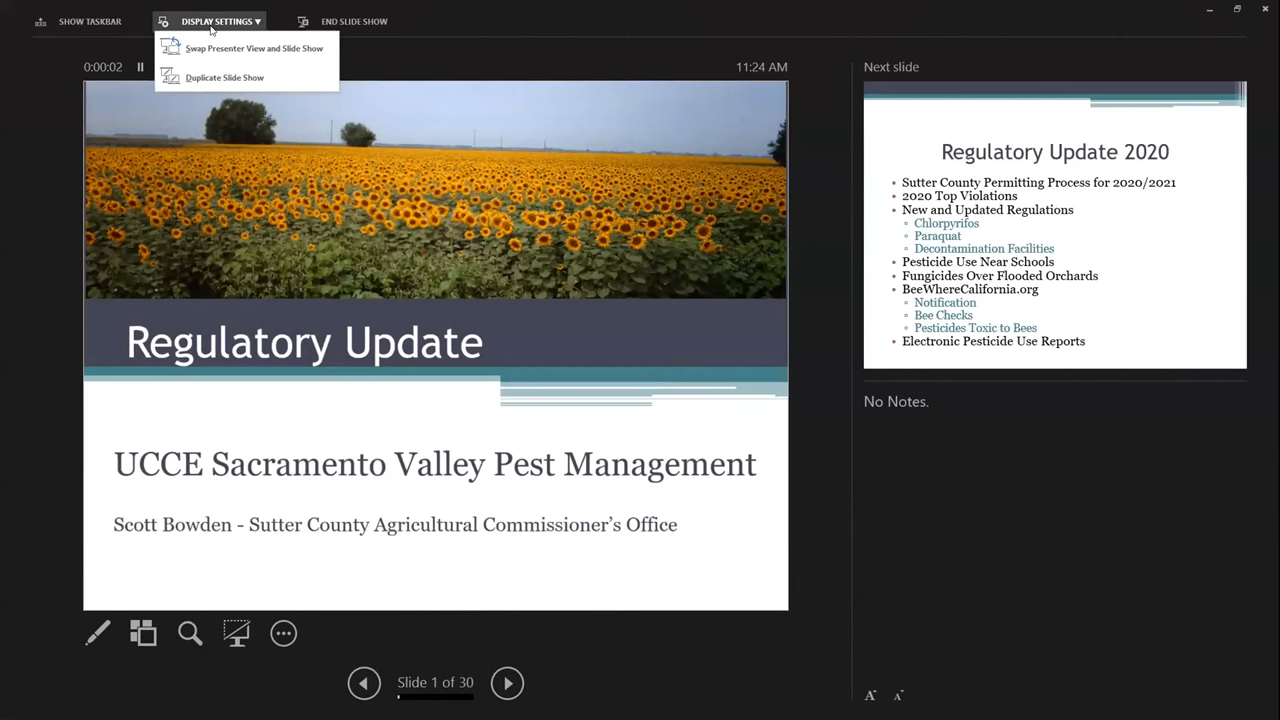 SHOW TASKBAR
DISPLAY SETTINGS ▾
END SLIDE SHOW
Swap Presenter View and Slide Show
Duplicate Slide Show
0:00:02
11:24 AM
Regulatory Update
UCCE Sacramento Valley Pest Management
Scott Bowden - Sutter County Agricultural Commissioner's Office
Slide 1 of 30
Next slide
Regulatory Update 2020
• Sutter County Permitting Process for 2020/2021
• 2020 Top Violations
• New and Updated Regulations
▫ Chlorpyrifos
▫ Paraquat
▫ Decontamination Facilities
• Pesticide Use Near Schools
• Fungicides Over Flooded Orchards
• BeeWhereCalifornia.org
▫ Notification
▫ Bee Checks
▫ Pesticides Toxic to Bees
• Electronic Pesticide Use Reports
No Notes.
A A